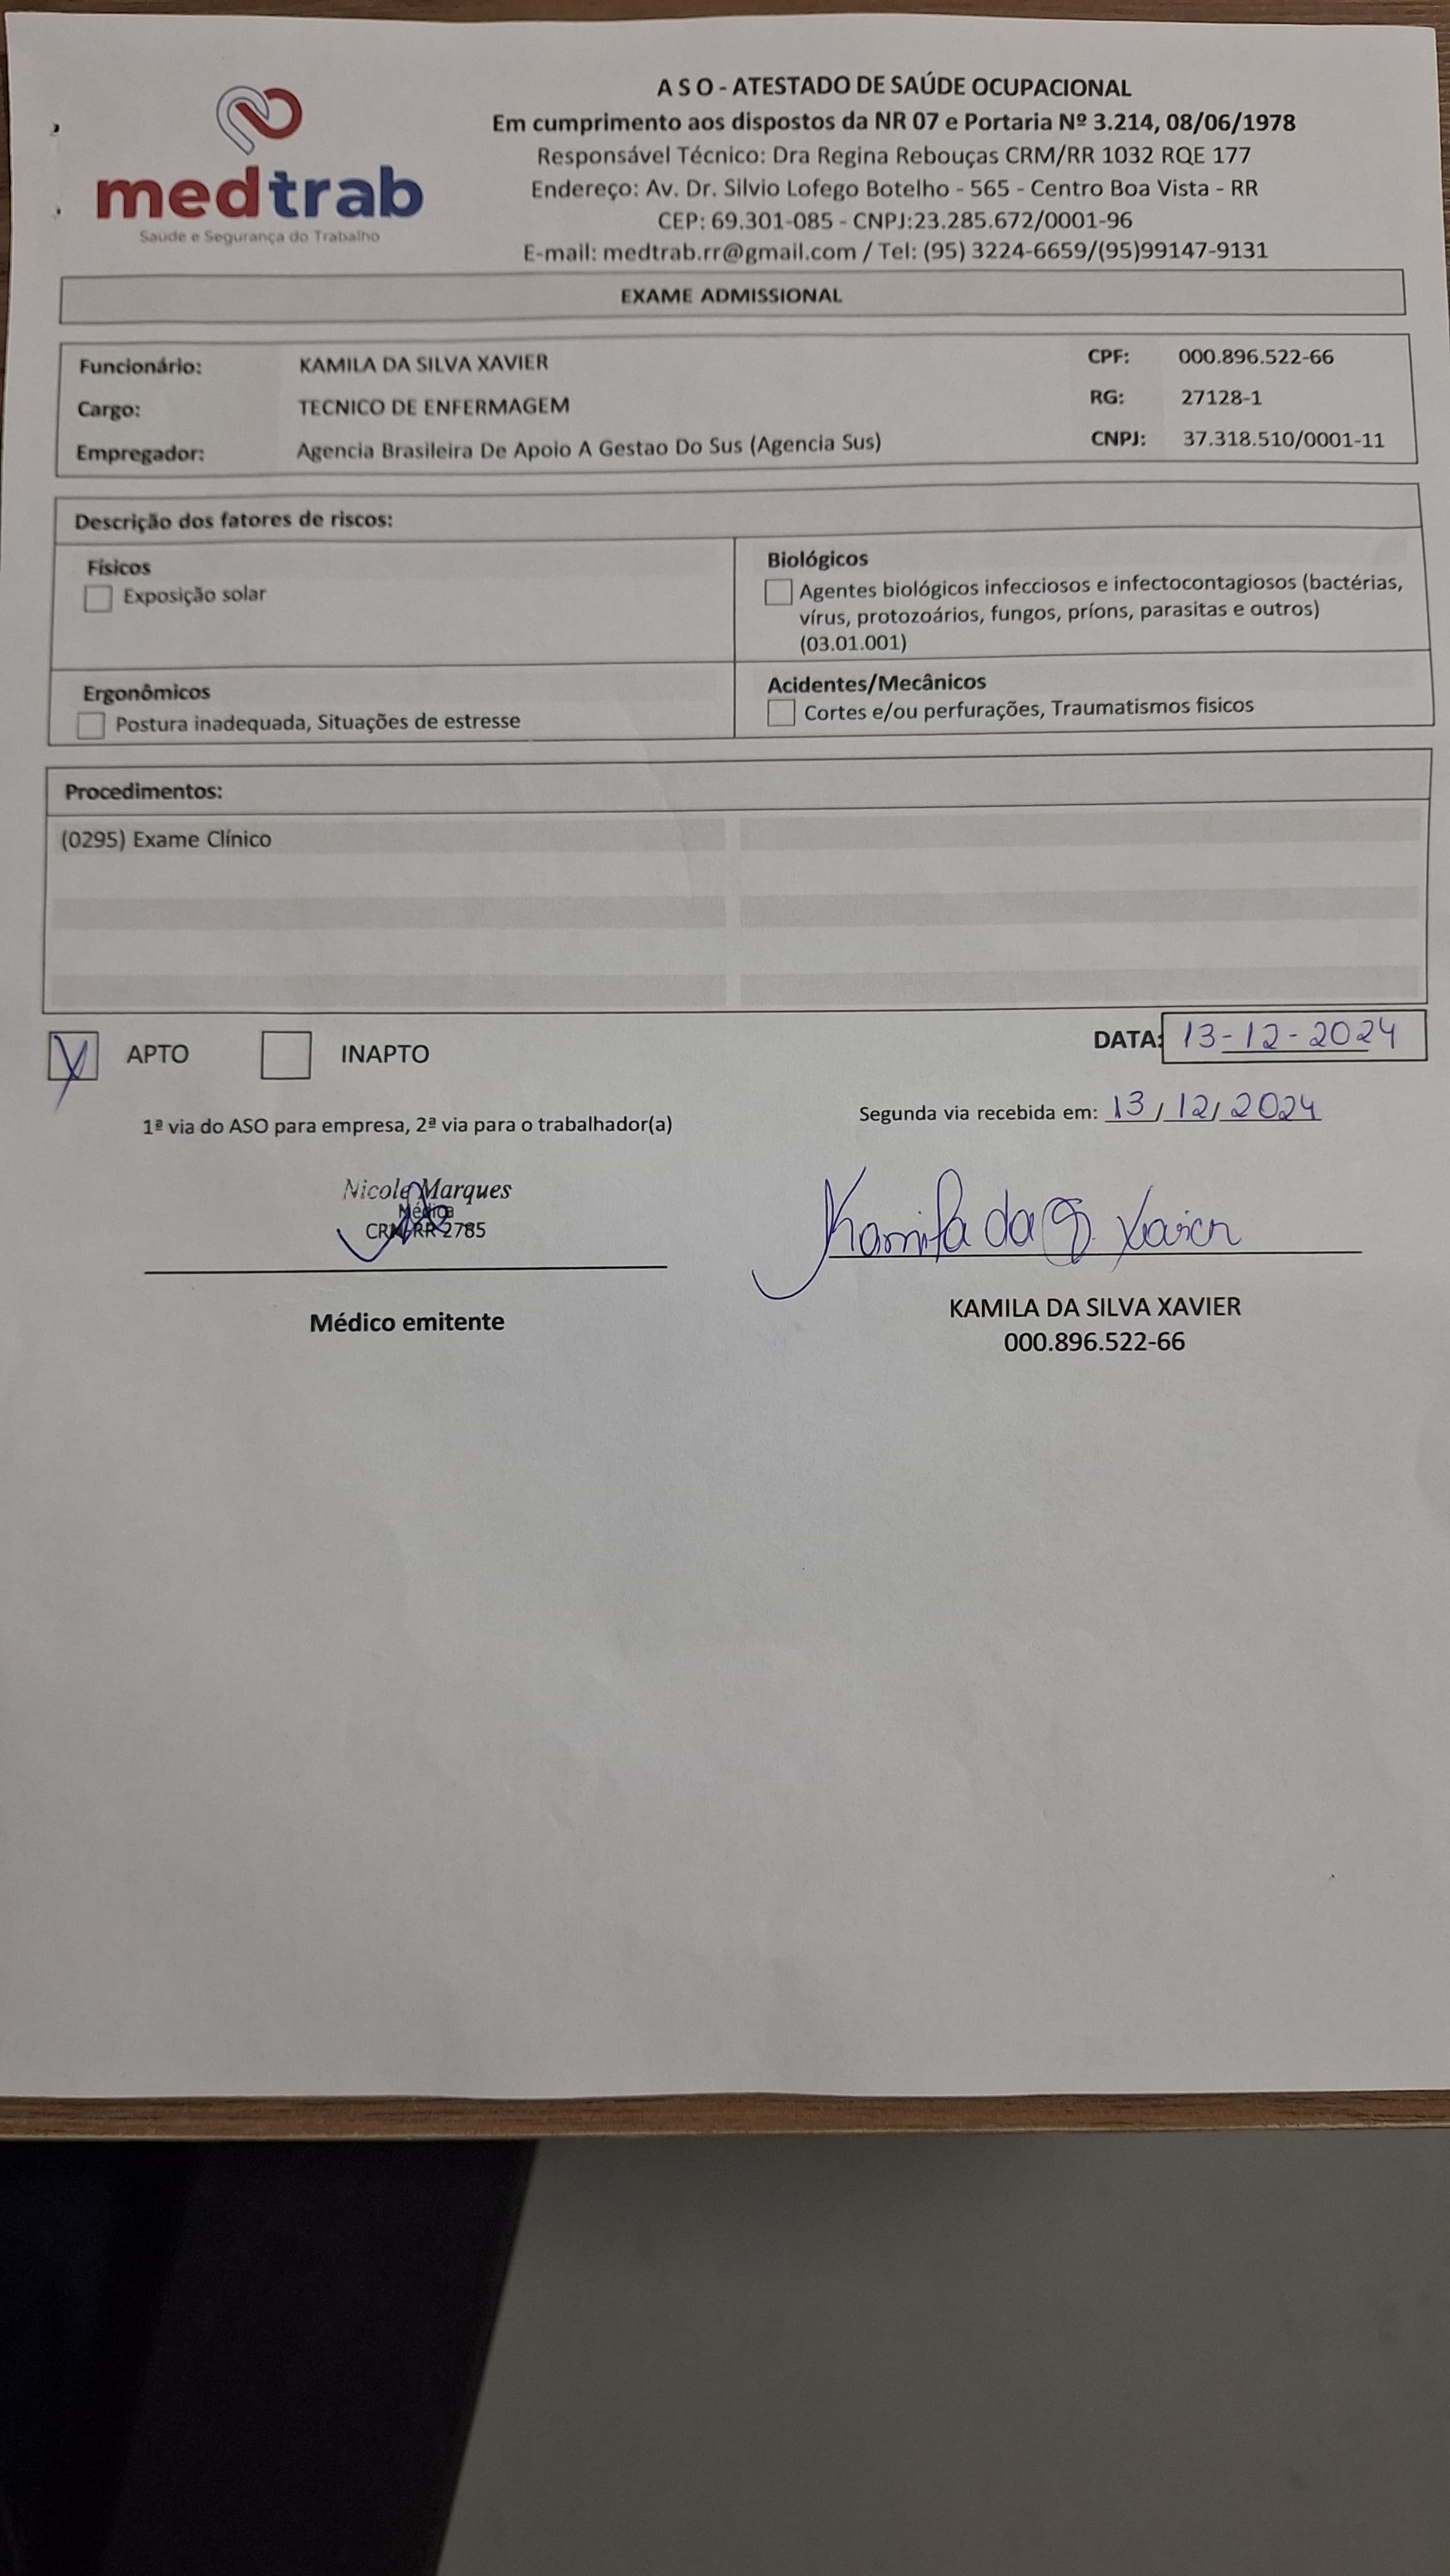 medtrab
Saúde e Segurança do Trabalho
A S O - ATESTADO DE SAÚDE OCUPACIONAL
Em cumprimento aos dispostos da NR 07 e Portaria Nº 3.214, 08/06/1978
Responsável Técnico: Dra Regina Rebouças CRM/RR 1032 RQE 177
Endereço: Av. Dr. Silvio Lofego Botelho - 565 - Centro Boa Vista - RR
CEP: 69.301-085 - CNPJ:23.285.672/0001-96
E-mail: medtrab.rr@gmail.com / Tel: (95) 3224-6659/(95)99147-9131
EXAME ADMISSIONAL
Funcionário: KAMILA DA SILVA XAVIER CPF: 000.896.522-66
Cargo: TECNICO DE ENFERMAGEM RG: 27128-1
Empregador: Agencia Brasileira De Apoio A Gestao Do Sus (Agencia Sus) CNPJ: 37.318.510/0001-11
Descrição dos fatores de riscos:
Físicos
Exposição solar
Biológicos
Agentes biológicos infecciosos e infectocontagiosos (bactérias,
vírus, protozoários, fungos, príons, parasitas e outros)
(03.01.001)
Ergonômicos
Postura inadequada, Situações de estresse
Acidentes/Mecânicos
Cortes e/ou perfurações, Traumatismos fisicos
Procedimentos:
(0295) Exame Clínico
X APTO INAPTO DATA: 13-12-2024
1ª via do ASO para empresa, 2ª via para o trabalhador(a)
Segunda via recebida em: 13/12/2024
Nicole Marques
Médica
CRM-RR 2785
Médico emitente
Kamila da S. Xavier
KAMILA DA SILVA XAVIER
000.896.522-66